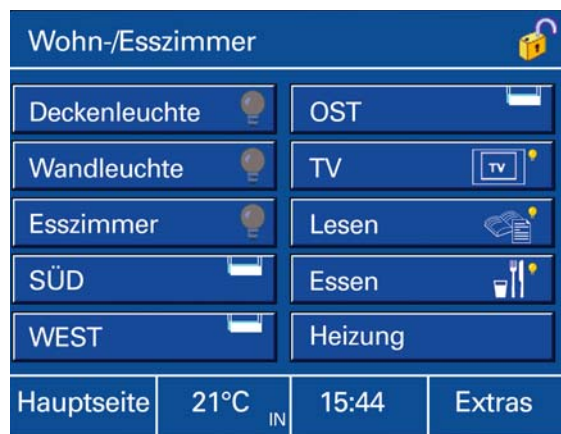 Wohn-/Esszimmer
Deckenleuchte
OST
Wandleuchte
TV
TV
Esszimmer
Lesen
SÜD
Essen
WEST
Heizung
Hauptseite
21°C IN
15:44
Extras